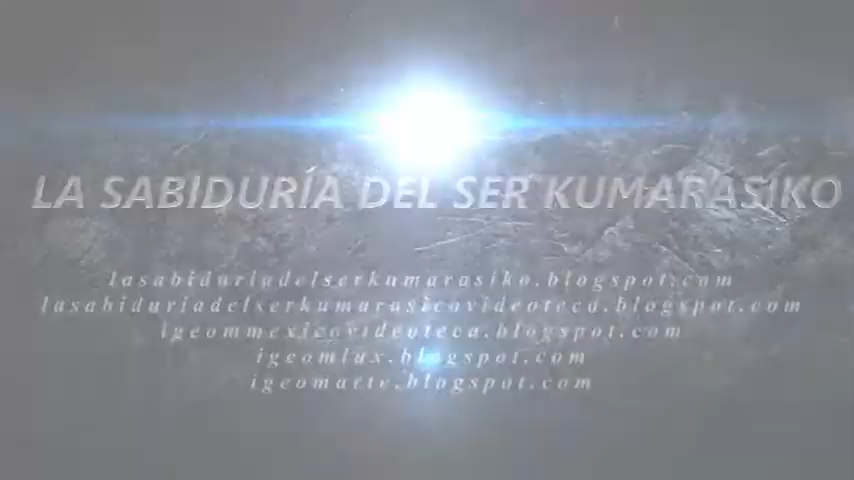 LA SABIDURÍA DEL SER KUMARASIKO
lasabiduriadelserkumarasiko.blogspot.com
lasabiduriadelserkumarasicovideoteca.blogspot.com
igeommexicovideoteca.blogspot.com
igeomlux.blogspot.com
igeomarte.blogspot.com